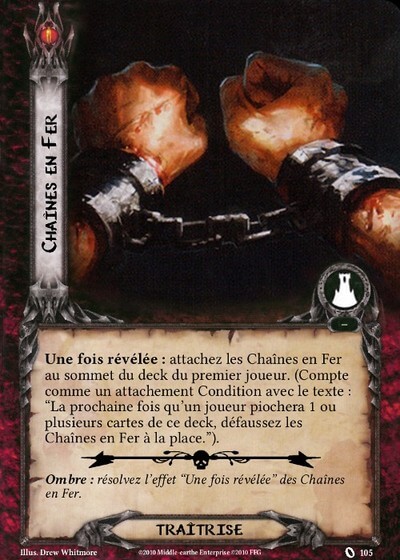 CHAÎNES EN FER
Une fois révélée : attachez les Chaînes en Fer
au sommet du deck du premier joueur. (Compte
comme un attachement Condition avec le texte :
“La prochaine fois qu'un joueur piochera 1 ou
plusieurs cartes de ce deck, défaussez les
Chaînes en Fer à la place.”).
Ombre : résolvez l'effet “Une fois révélée” des Chaînes
en Fer.
TRAÎTRISE
Illus. Drew Whitmore ©2010 Middle-earthe Enterprise ©2010 FFG 105